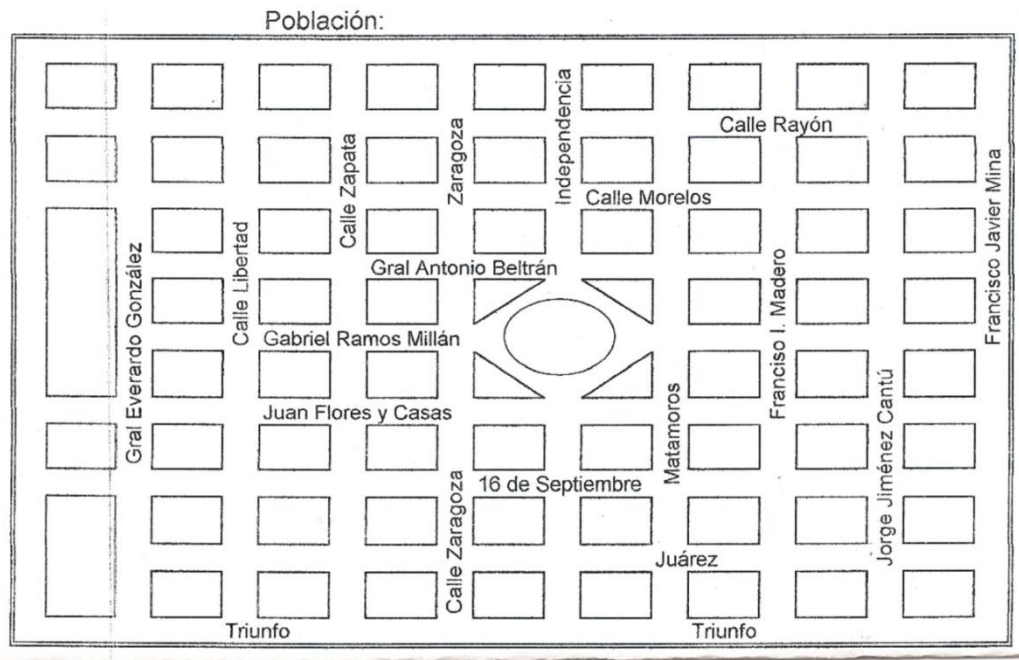 Población:
Calle Rayón
Calle Zapata
Zaragoza
Independencia
Calle Morelos
Francisco Javier Mina
Gral Everardo González
Calle Libertad
Gral Antonio Beltrán
Franciso I. Madero
Gabriel Ramos Millán
Juan Flores y Casas
Matamoros
Jorge Jiménez Cantú
16 de Septiembre
Calle Zaragoza
Juárez
Triunfo
Triunfo